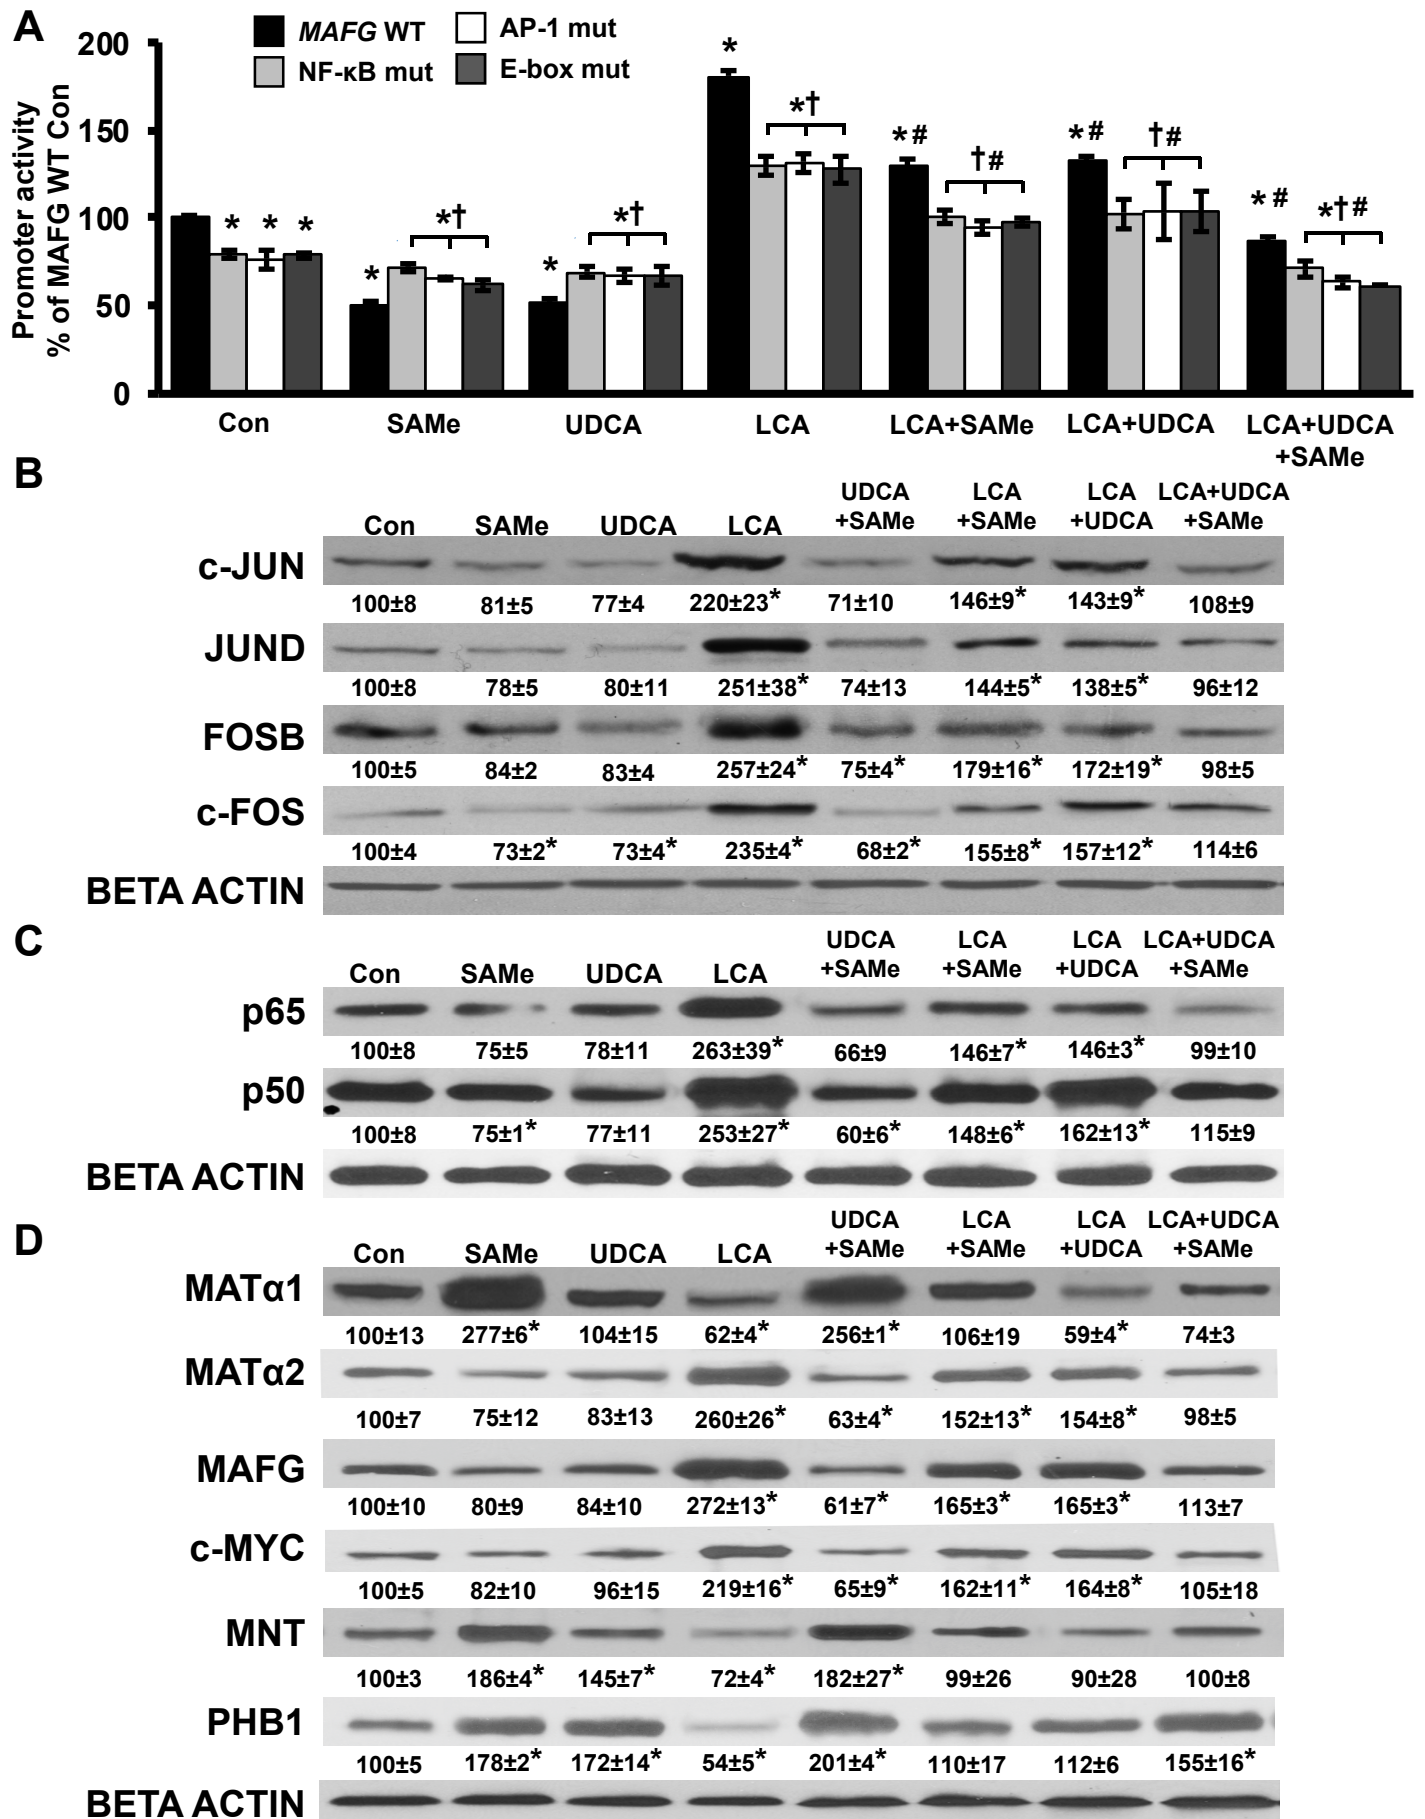 A
MAFG WT
AP-1 mut
NF-κB mut
E-box mut
Promoter activity
% of MAFG WT Con
200
150
100
50
0
* * *
* *†
* *†
* *†
*# †#
*# †#
*# *†#
Con SAMe UDCA LCA LCA+SAMe LCA+UDCA LCA+UDCA
+SAMe
B
UDCA LCA LCA LCA+UDCA
Con SAMe UDCA LCA +SAMe +SAMe +UDCA +SAMe
c-JUN
100±8 81±5 77±4 220±23* 71±10 146±9* 143±9* 108±9
JUND
100±8 78±5 80±11 251±38* 74±13 144±5* 138±5* 96±12
FOSB
100±5 84±2 83±4 257±24* 75±4* 179±16* 172±19* 98±5
c-FOS
100±4 73±2* 73±4* 235±4* 68±2* 155±8* 157±12* 114±6
BETA ACTIN
C
UDCA LCA LCA LCA+UDCA
Con SAMe UDCA LCA +SAMe +SAMe +UDCA +SAMe
p65
100±8 75±5 78±11 263±39* 66±9 146±7* 146±3* 99±10
p50
100±8 75±1* 77±11 253±27* 60±6* 148±6* 162±13* 115±9
BETA ACTIN
D
UDCA LCA LCA LCA+UDCA
Con SAMe UDCA LCA +SAMe +SAMe +UDCA +SAMe
MATα1
100±13 277±6* 104±15 62±4* 256±1* 106±19 59±4* 74±3
MATα2
100±7 75±12 83±13 260±26* 63±4* 152±13* 154±8* 98±5
MAFG
100±10 80±9 84±10 272±13* 61±7* 165±3* 165±3* 113±7
c-MYC
100±5 82±10 96±15 219±16* 65±9* 162±11* 164±8* 105±18
MNT
100±3 186±4* 145±7* 72±4* 182±27* 99±26 90±28 100±8
PHB1
100±5 178±2* 172±14* 54±5* 201±4* 110±17 112±6 155±16*
BETA ACTIN